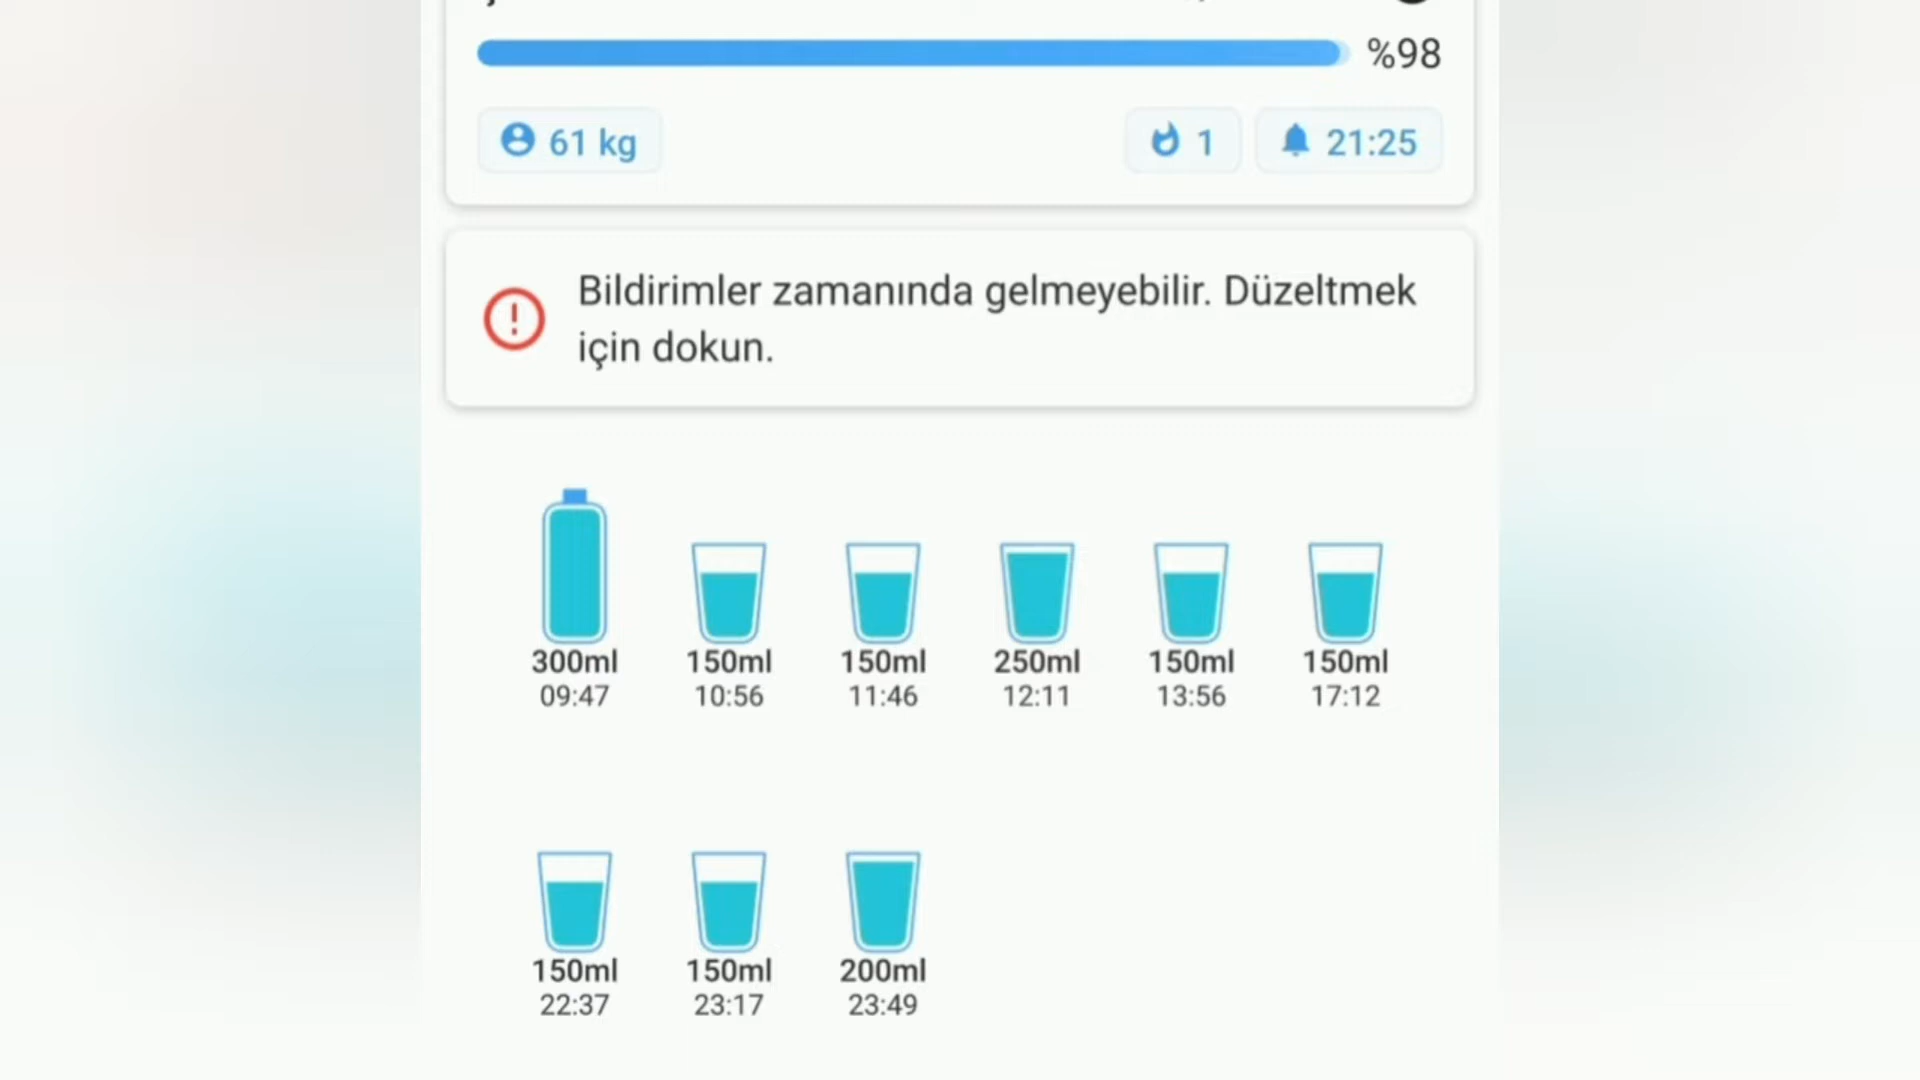 %98
61 kg
1
21:25
Bildirimler zamanında gelmeyebilir. Düzeltmek
için dokun.
300ml 150ml 150ml 250ml 150ml 150ml
09:47 10:56 11:46 12:11 13:56 17:12
150ml 150ml 200ml
22:37 23:17 23:49